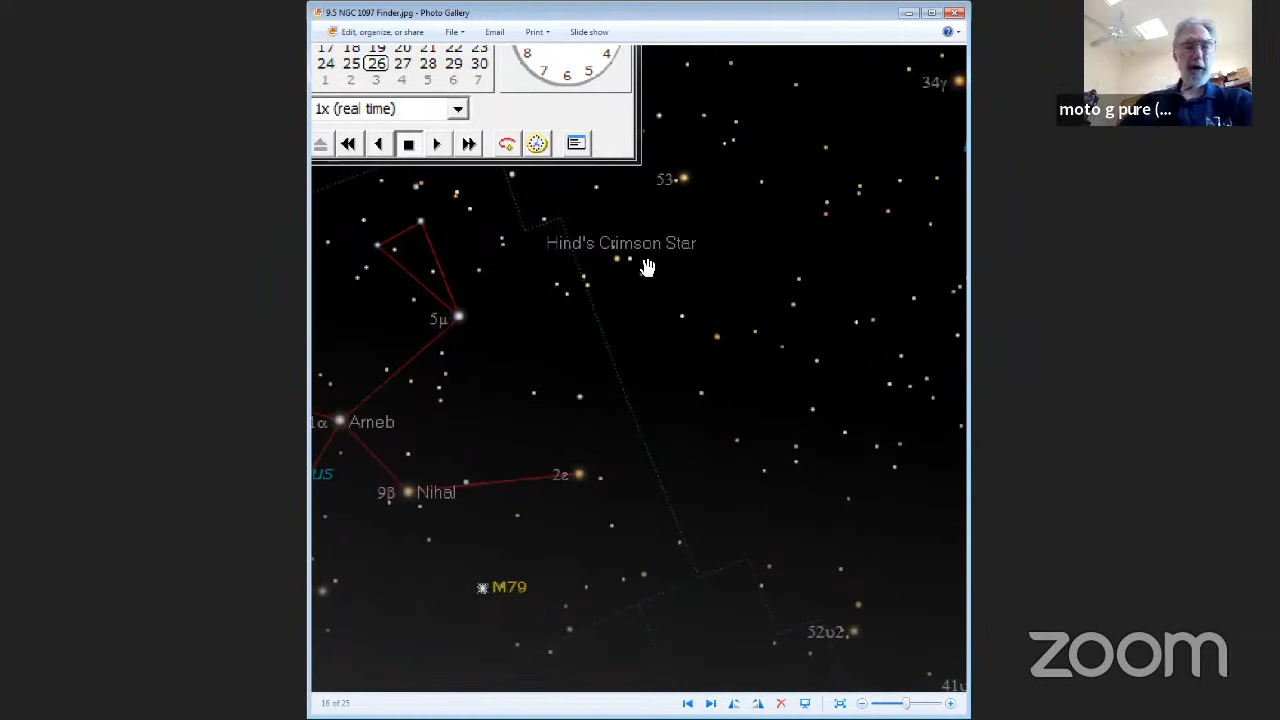 9.5 NGC 1097 Finder.jpg - Photo Gallery
Edit, organize, or share File Email Print Slide show
17 18 19 20 21 22 23
24 25 26 27 28 29 30
1 2 3 4 5 6 7
8 7 6 5 4
1x (real time)
moto g pure (...
34γ
53
Hind's Crimson Star
5μ
1α Arneb
us
2ε
9β Nihal
M79
52υ2
41υ
zoom
16 of 25